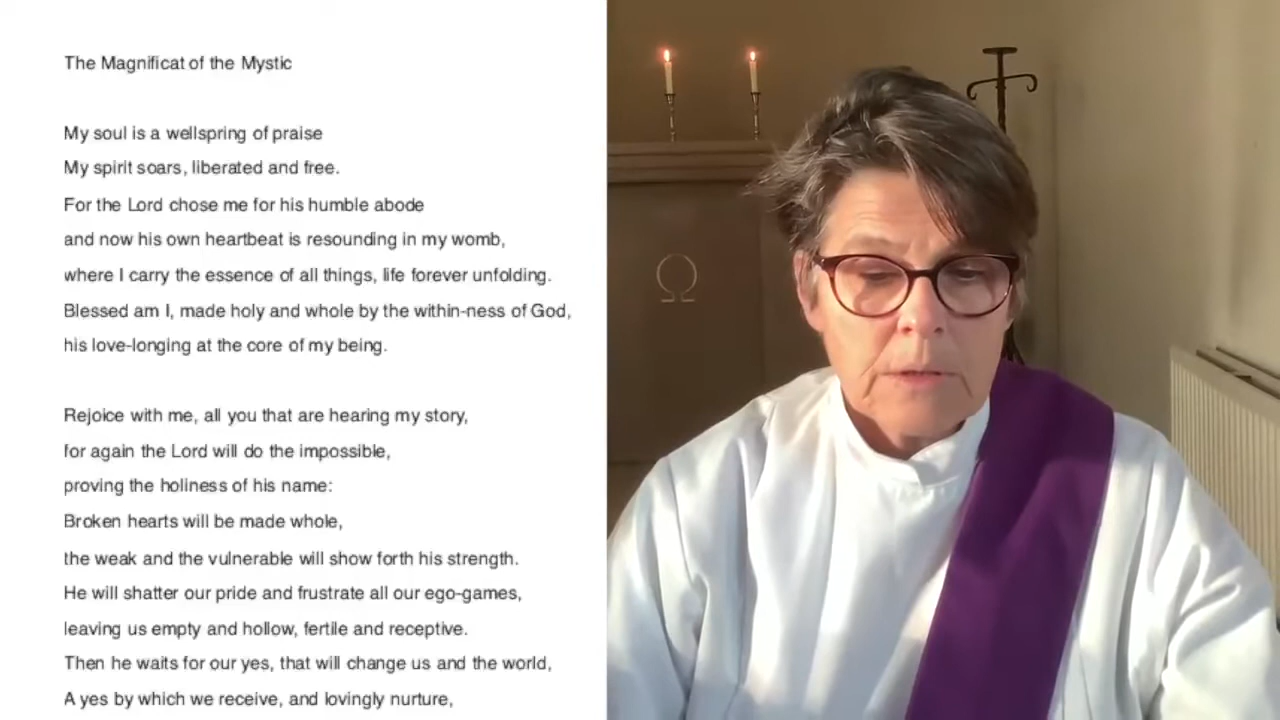 The Magnificat of the Mystic
My soul is a wellspring of praise
My spirit soars, liberated and free.
For the Lord chose me for his humble abode
and now his own heartbeat is resounding in my womb,
where I carry the essence of all things, life forever unfolding.
Blessed am I, made holy and whole by the within-ness of God,
his love-longing at the core of my being.
Rejoice with me, all you that are hearing my story,
for again the Lord will do the impossible,
proving the holiness of his name:
Broken hearts will be made whole,
the weak and the vulnerable will show forth his strength.
He will shatter our pride and frustrate all our ego-games,
leaving us empty and hollow, fertile and receptive.
Then he waits for our yes, that will change us and the world,
A yes by which we receive, and lovingly nurture,
Ω